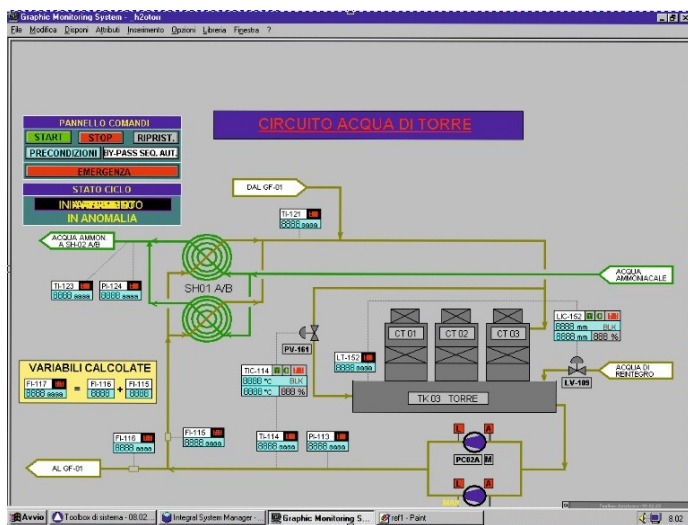 Graphic Monitoring System - h2otorr
File Modifica Disponi Attributi Inserimento Opzioni Libreria Finestra ?
PANNELLO COMANDI
START STOP RIPRIST.
PRECONDIZIONI BY-PASS SEQ. AUT.
EMERGENZA
STATO CICLO
IN ANOMALIA
CIRCUITO ACQUA DI TORRE
DAL GF-01
TI-121
8888 aaaa
ACQUA AMMON.
A SH-02 A/B
ACQUA
AMMONIACALE
SH01 A/B
TI-123
8888 aaaa
PI-124
8888 aaaa
PV-161
LT-152
8888 aaaa
CT 01
CT 02
CT 03
LIC-152 A C
8888 mm BLK
8888 mm 888 %
VARIABILI CALCOLATE
FI-117 = FI-116 + FI-115
8888 aaaa 8888 aaaa 8888 aaaa
TIC-114 A C
8888 °C BLK
8888 °C 888 %
ACQUA DI
REINTEGRO
LV-109
TK 03 TORRE
FI-116
8888 aaaa
FI-115
8888 aaaa
TI-114
8888 aaaa
PI-113
8888 aaaa
L A
PC02A M
L A
AL GF-01
Avvio Toolbox di sistema - 08.02... Integral System Manager - ... Graphic Monitoring S... ref1 - Paint 8.02